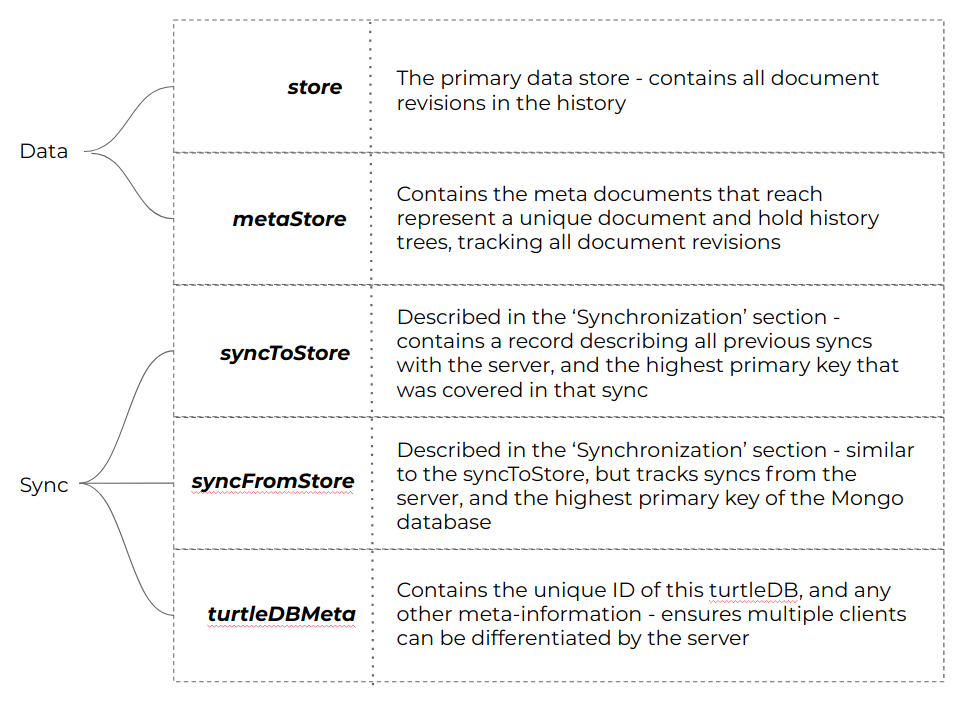 Data
store
The primary data store - contains all document
revisions in the history
metaStore
Contains the meta documents that reach
represent a unique document and hold history
trees, tracking all document revisions
Sync
syncToStore
Described in the ‘Synchronization’ section -
contains a record describing all previous syncs
with the server, and the highest primary key that
was covered in that sync
syncFromStore
Described in the ‘Synchronization’ section - similar
to the syncToStore, but tracks syncs from the
server, and the highest primary key of the Mongo
database
turtleDBMeta
Contains the unique ID of this turtleDB, and any
other meta-information - ensures multiple clients
can be differentiated by the server